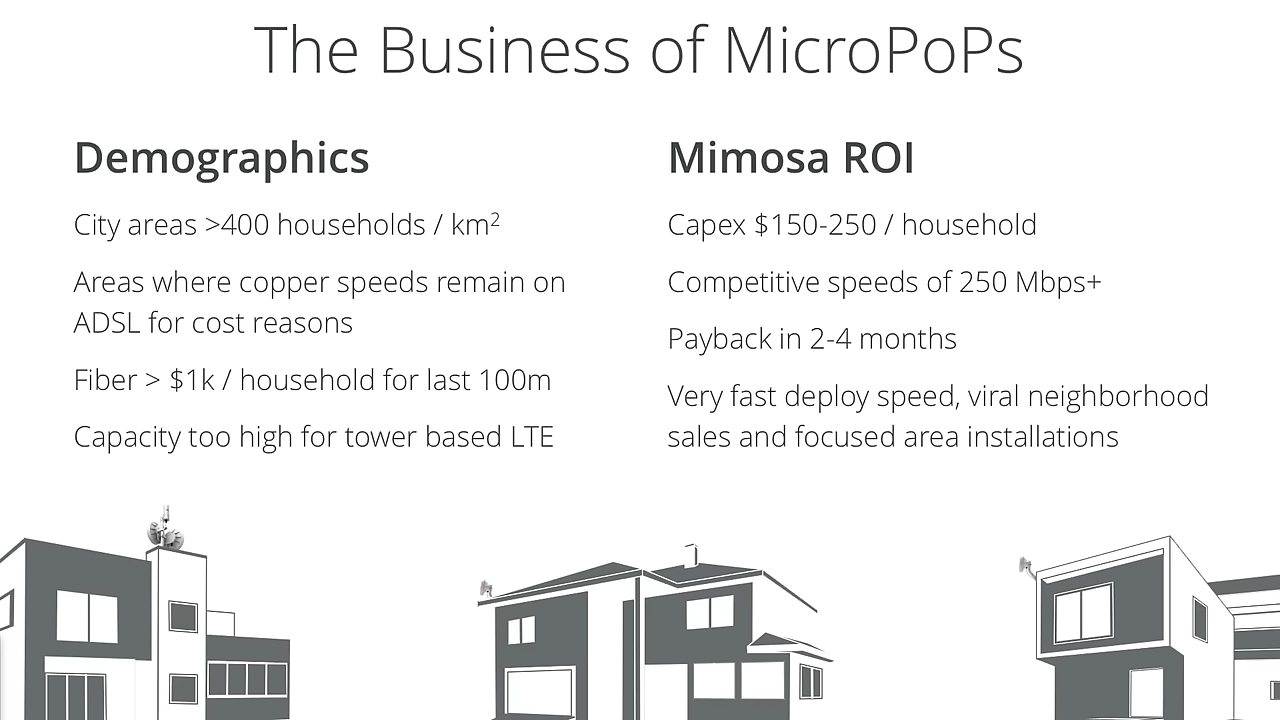 The Business of MicroPoPs
Demographics
City areas >400 households / km²
Areas where copper speeds remain on
ADSL for cost reasons
Fiber > $1k / household for last 100m
Capacity too high for tower based LTE
Mimosa ROI
Capex $150-250 / household
Competitive speeds of 250 Mbps+
Payback in 2-4 months
Very fast deploy speed, viral neighborhood
sales and focused area installations